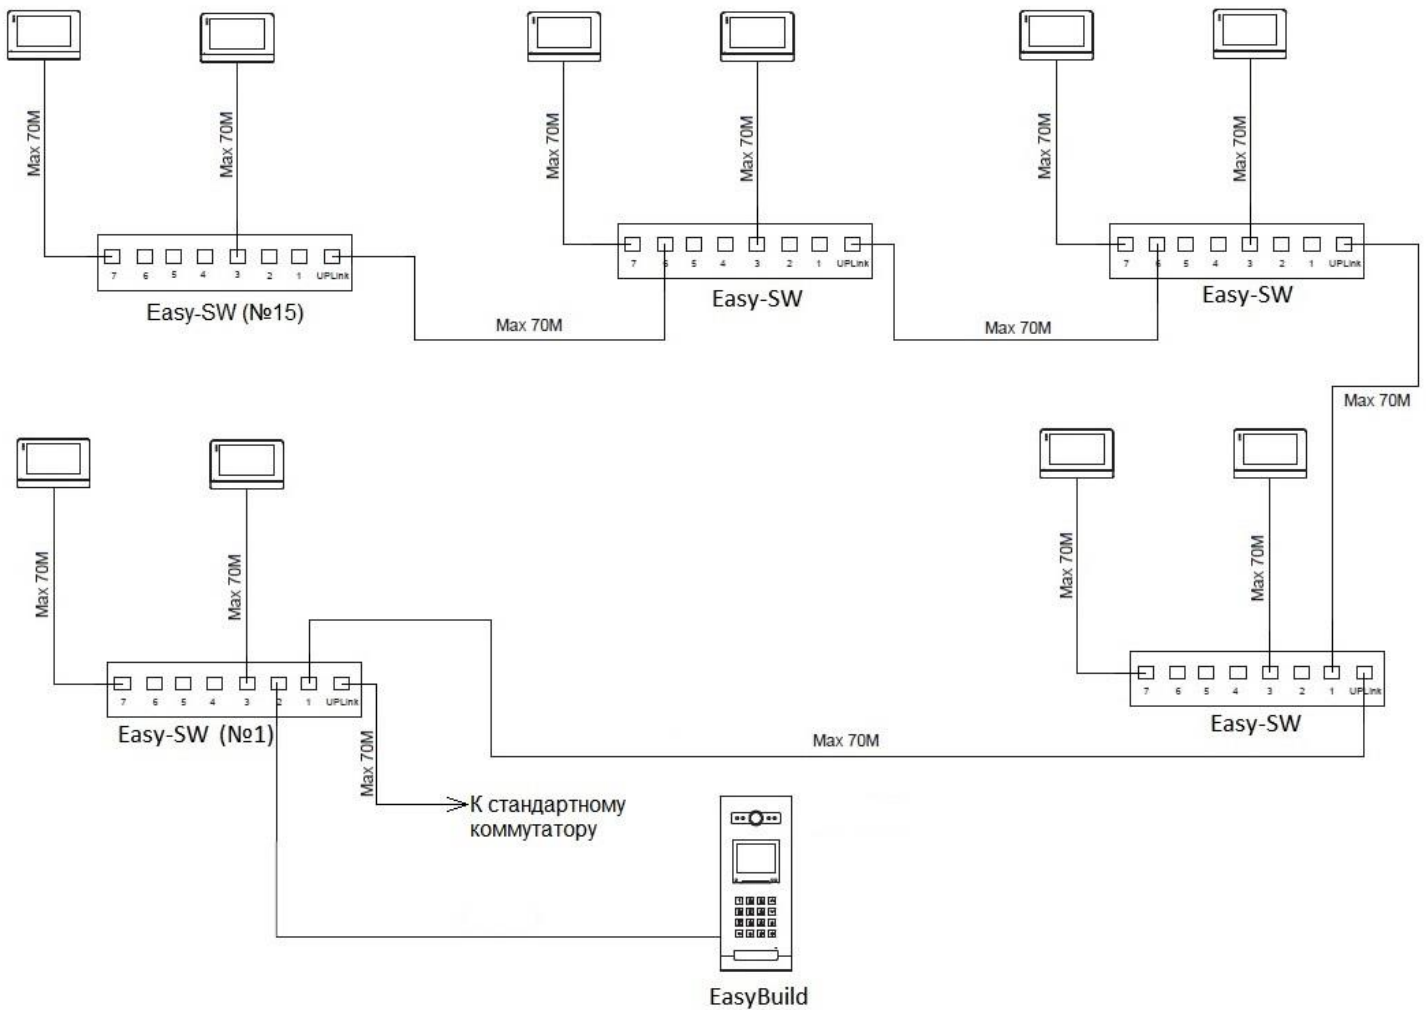 Max 70M
Max 70M
Max 70M
Max 70M
Max 70M
Max 70M
7 6 5 4 3 2 1 UPLink
Easy-SW (№15)
7 6 5 4 3 2 1 UPLink
Easy-SW
7 6 5 4 3 2 1 UPLink
Easy-SW
Max 70M
Max 70M
Max 70M
Max 70M
Max 70M
Max 70M
Max 70M
7 6 5 4 3 2 1 UPLink
Easy-SW (№1)
7 6 5 4 3 2 1 UPLink
Easy-SW
Max 70M
Max 70M
К стандартному
коммутатору
EasyBuild